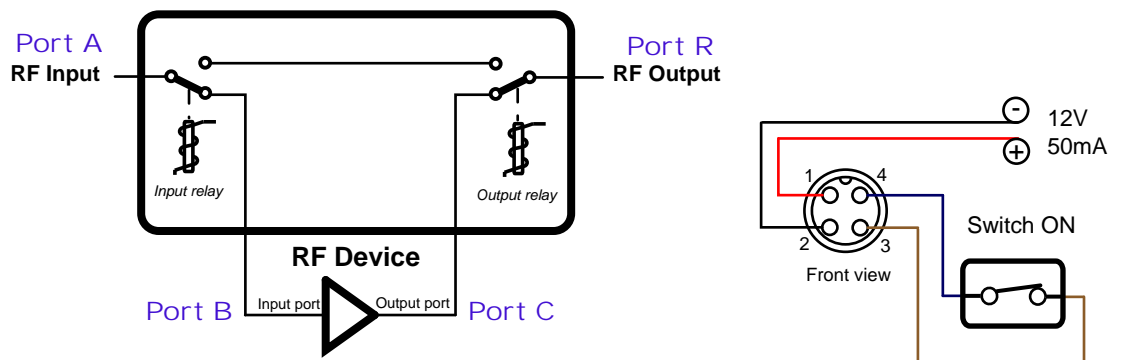 Port A
RF Input
Port R
RF Output
Input relay
Output relay
RF Device
Port B
Input port
Output port
Port C
-
12V
+
50mA
1
4
2
3
Front view
Switch ON